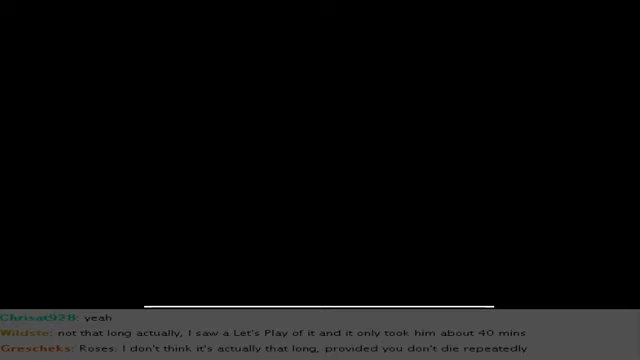 Chrisat928: yeah
Wildste: not that long actually, I saw a Let's Play of it and it only took him about 40 mins
Grescheks: Roses. I don't think it's actually that long, provided you don't die repeatedly